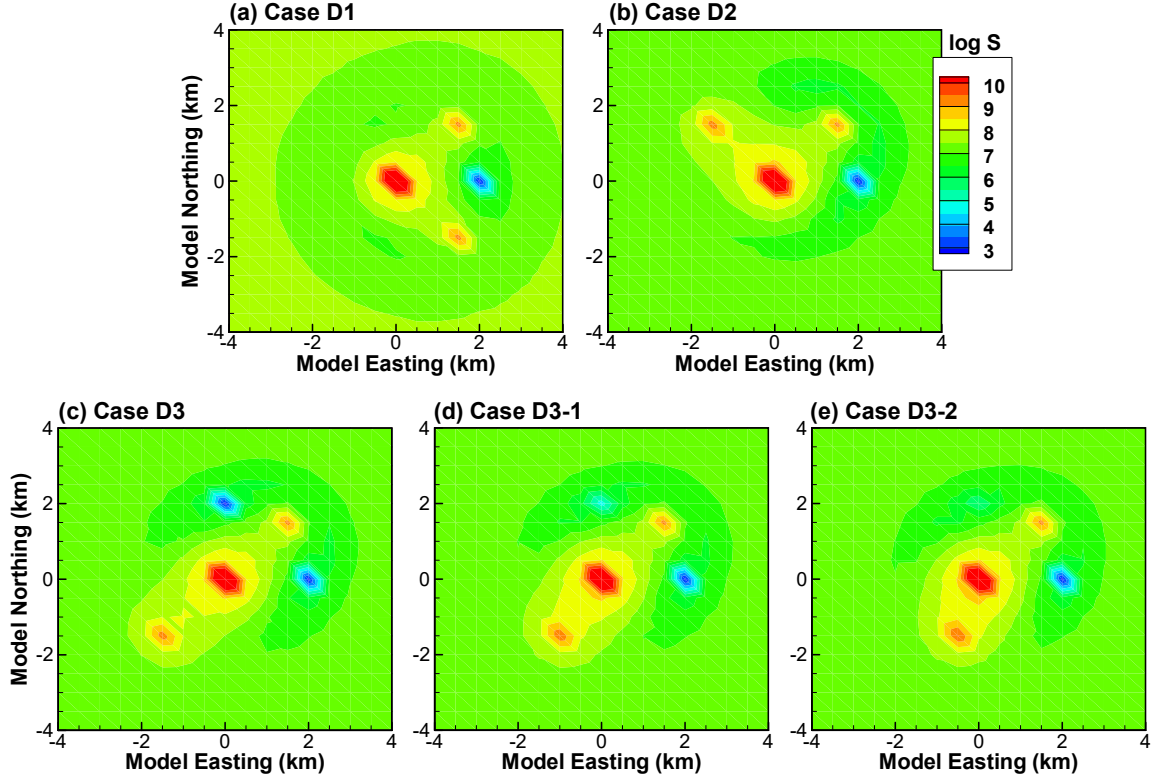 (a) Case D1
(b) Case D2
log S
10
9
8
7
6
5
4
3
Model Northing (km)
4
2
0
-2
-4
-4 -2 0 2 4
Model Easting (km)
4
2
0
-2
-4
-4 -2 0 2 4
Model Easting (km)
(c) Case D3
(d) Case D3-1
(e) Case D3-2
Model Northing (km)
4
2
0
-2
-4
-4 -2 0 2 4
Model Easting (km)
4
2
0
-2
-4
-4 -2 0 2 4
Model Easting (km)
4
2
0
-2
-4
-4 -2 0 2 4
Model Easting (km)